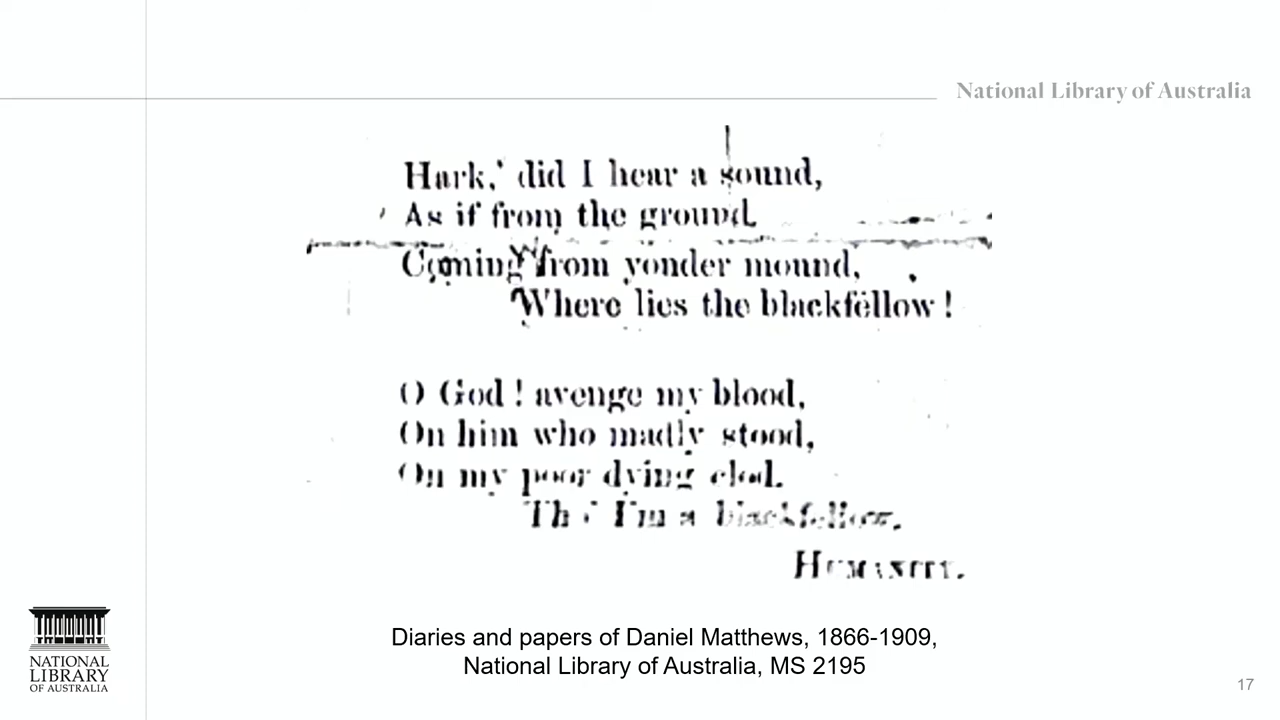 National Library of Australia
Hark,' did I hear a sound,
As if from the ground
Coming from yonder mound,
Where lies the blackfellow!
O God! avenge my blood,
On him who madly stood,
On my poor dying clod.
Tho' I'm a blackfellow.
HUMANITY.
Diaries and papers of Daniel Matthews, 1866-1909,
National Library of Australia, MS 2195
NATIONAL
LIBRARY
OF AUSTRALIA
17